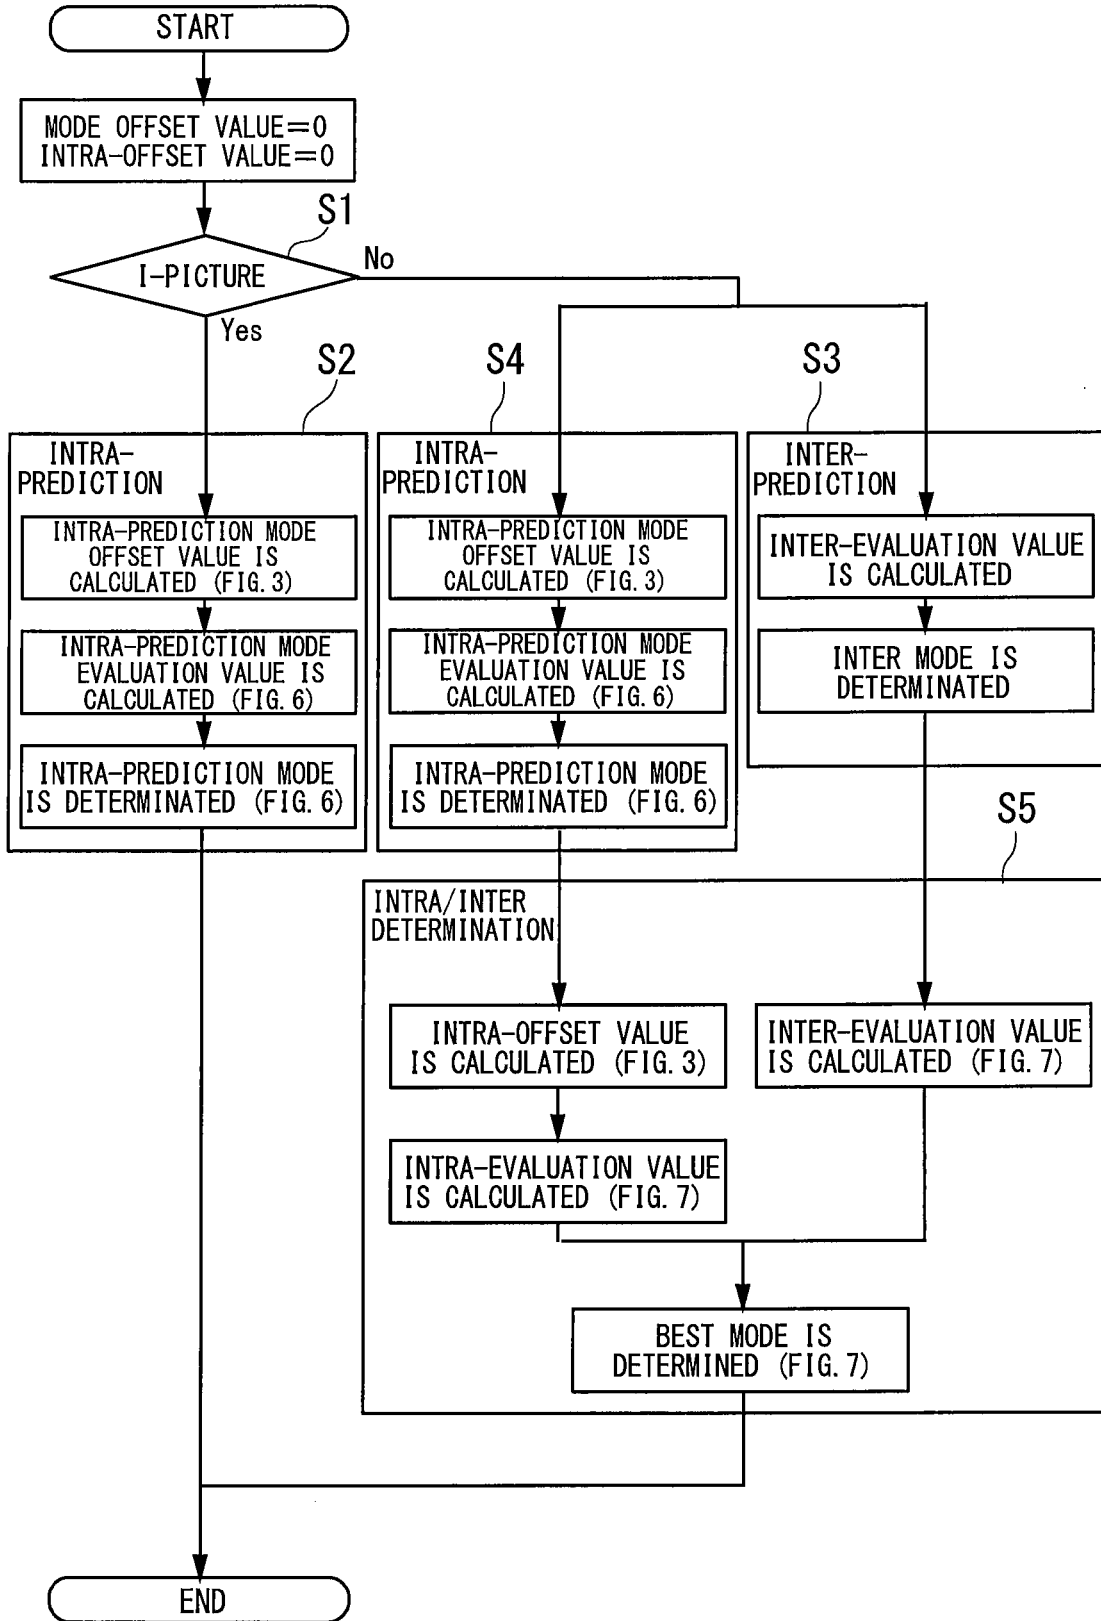 START
MODE OFFSET VALUE=0
INTRA-OFFSET VALUE=0
S1
I-PICTURE
No
Yes
S2
INTRA-
PREDICTION
INTRA-PREDICTION MODE
OFFSET VALUE IS
CALCULATED (FIG.3)
INTRA-PREDICTION MODE
EVALUATION VALUE IS
CALCULATED (FIG.6)
INTRA-PREDICTION MODE
IS DETERMINATED (FIG.6)
S4
INTRA-
PREDICTION
INTRA-PREDICTION MODE
OFFSET VALUE IS
CALCULATED (FIG.3)
INTRA-PREDICTION MODE
EVALUATION VALUE IS
CALCULATED (FIG.6)
INTRA-PREDICTION MODE
IS DETERMINATED (FIG.6)
S3
INTER-
PREDICTION
INTER-EVALUATION VALUE
IS CALCULATED
INTER MODE IS
DETERMINATED
S5
INTRA/INTER
DETERMINATION
INTRA-OFFSET VALUE
IS CALCULATED (FIG.3)
INTER-EVALUATION VALUE
IS CALCULATED (FIG.7)
INTRA-EVALUATION VALUE
IS CALCULATED (FIG.7)
BEST MODE IS
DETERMINED (FIG.7)
END